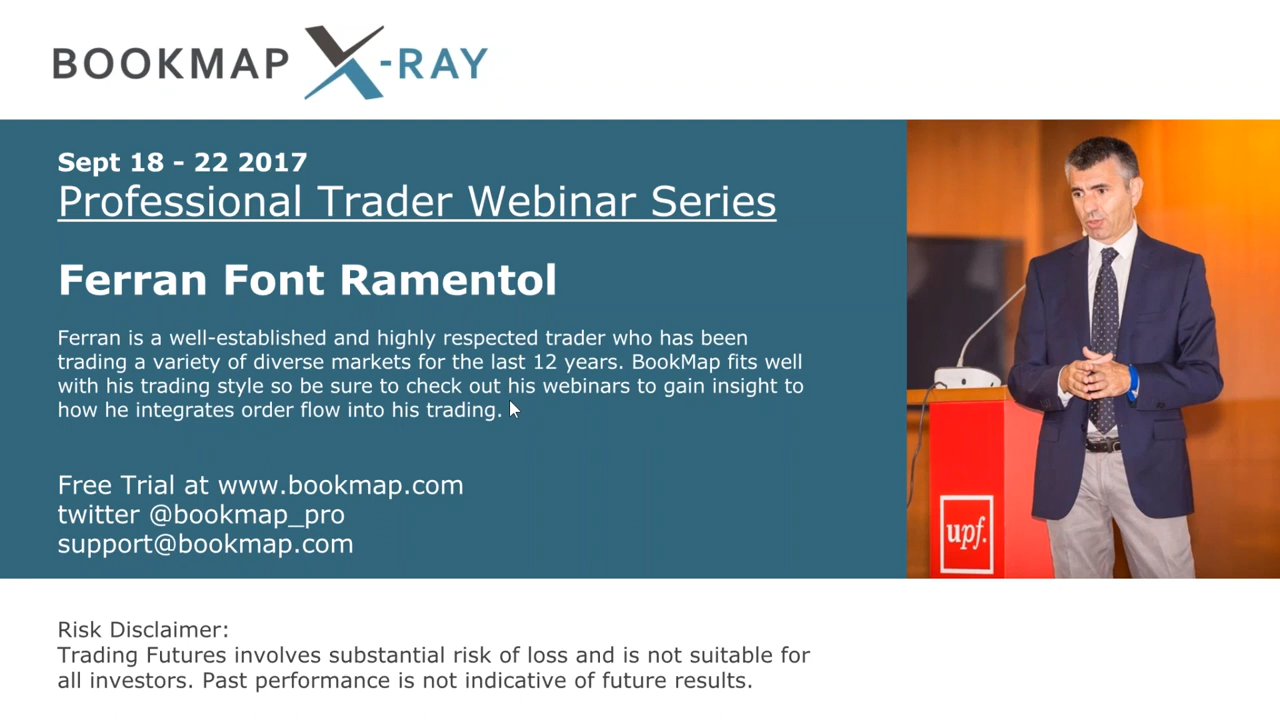 BOOKMAP X-RAY
Sept 18 - 22 2017
Professional Trader Webinar Series
Ferran Font Ramentol
Ferran is a well-established and highly respected trader who has been
trading a variety of diverse markets for the last 12 years. BookMap fits well
with his trading style so be sure to check out his webinars to gain insight to
how he integrates order flow into his trading.
Free Trial at www.bookmap.com
twitter @bookmap_pro
support@bookmap.com
upf.
Risk Disclaimer:
Trading Futures involves substantial risk of loss and is not suitable for
all investors. Past performance is not indicative of future results.